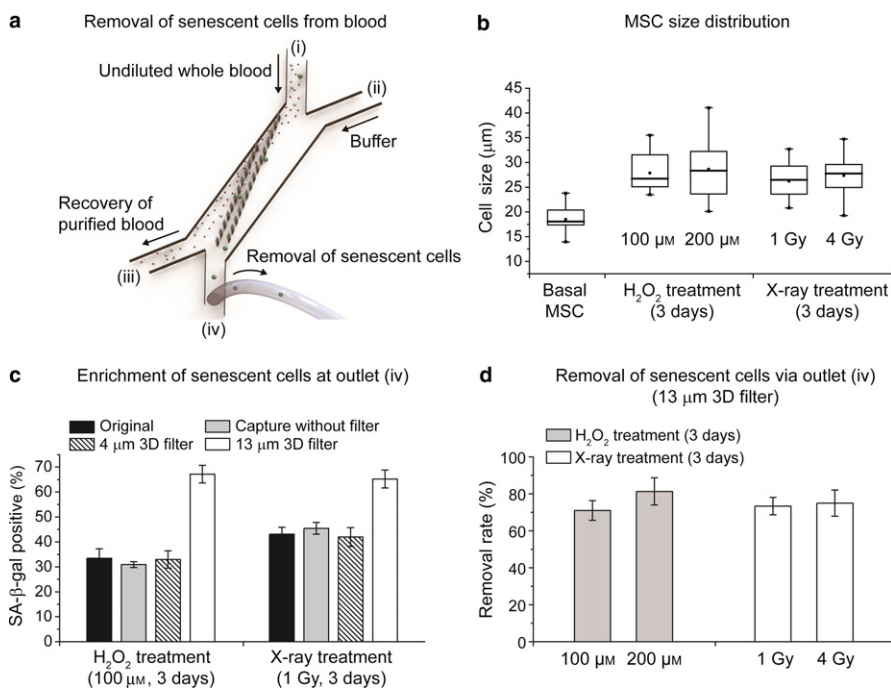 a
Removal of senescent cells from blood
(i)
Undiluted whole blood
(ii)
Buffer
Recovery of
purified blood
Removal of senescent cells
(iii)
(iv)
b
MSC size distribution
Cell size (μm)
45
40
35
30
25
20
15
10
100 μM 200 μM
1 Gy 4 Gy
Basal
MSC
H₂O₂ treatment
(3 days)
X-ray treatment
(3 days)
c
Enrichment of senescent cells at outlet (iv)
Original
Capture without filter
4 μm 3D filter
13 μm 3D filter
SA-β-gal positive (%)
70
60
50
40
30
20
10
0
H₂O₂ treatment
(100 μM, 3 days)
X-ray treatment
(1 Gy, 3 days)
d
Removal of senescent cells via outlet (iv)
(13 μm 3D filter)
H₂O₂ treatment (3 days)
X-ray treatment (3 days)
Removal rate (%)
100
80
60
40
20
0
100 μM 200 μM
1 Gy 4 Gy